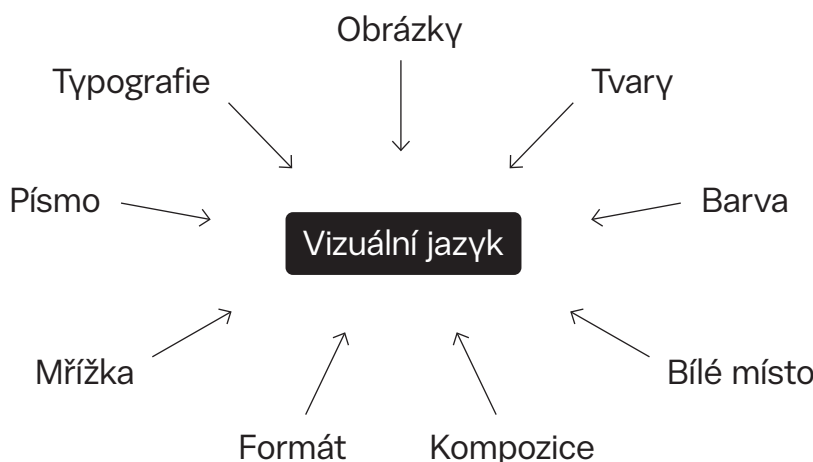 Obrázky
Typografie
Tvary
Písmo
Barva
Vizuální jazyk
Mřížka
Bílé místo
Formát
Kompozice